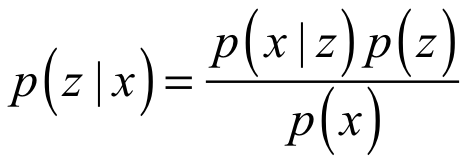 p(z | x) = p(x | z) p(z) / p(x)